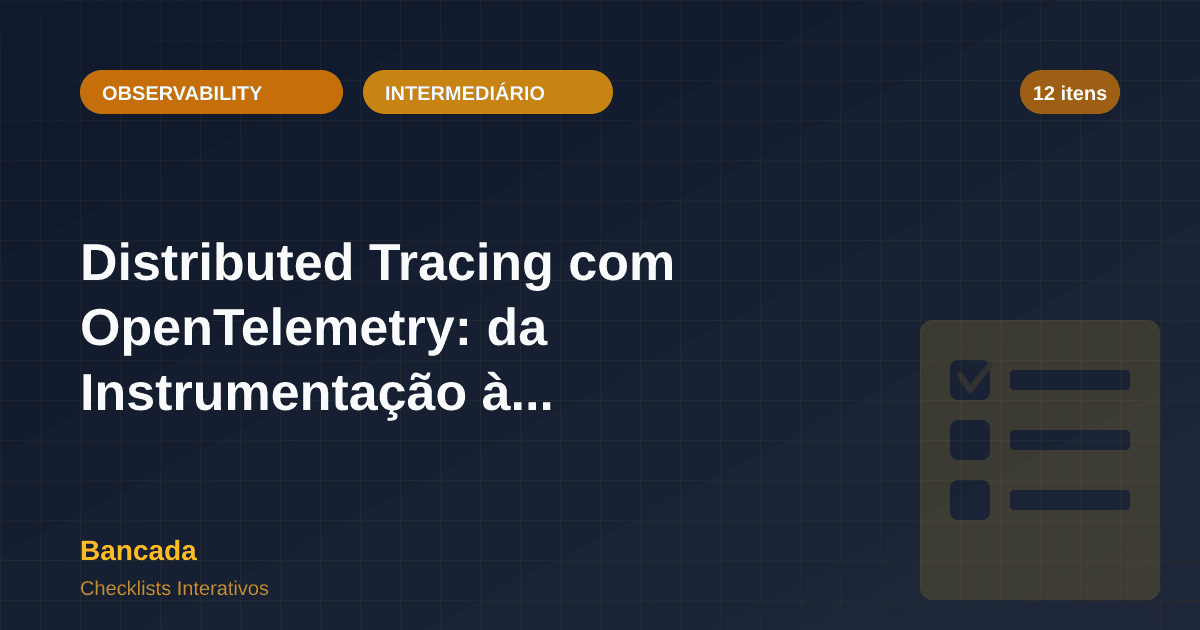 OBSERVABILITY
INTERMEDIÁRIO
12 itens
Distributed Tracing com
OpenTelemetry: da
Instrumentação à...
Bancada
Checklists Interativos